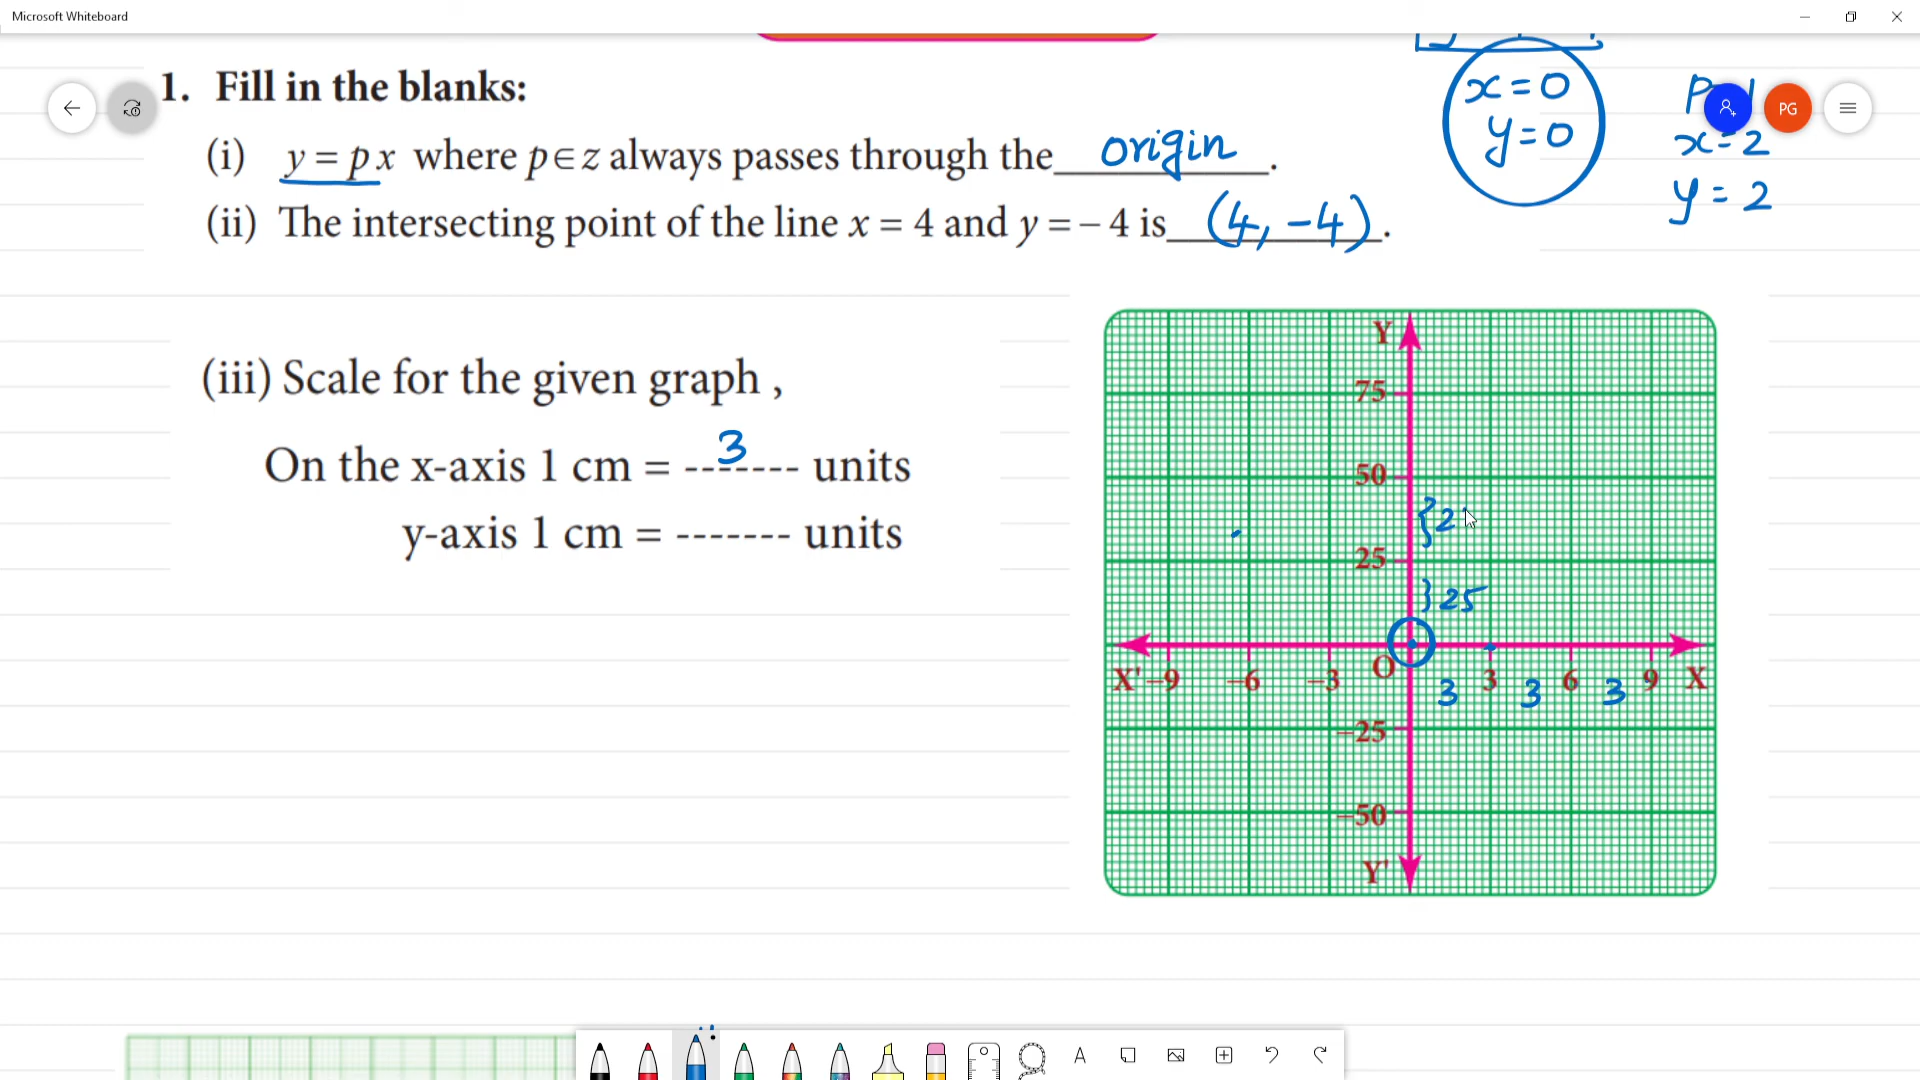 Microsoft Whiteboard
1. Fill in the blanks:
x = 0
y = 0
PG
x = 2
y = 2
(i) y = p x where p∈z always passes through the origin.
(ii) The intersecting point of the line x = 4 and y = – 4 is (4, -4).
(iii) Scale for the given graph ,
On the x-axis 1 cm = ---3---- units
y-axis 1 cm = ------- units
Y
75
50
{2
25
} 25
O
X' –9 –6 –3 3 6 9 X
3 3 3
–25
–50
Y'
A